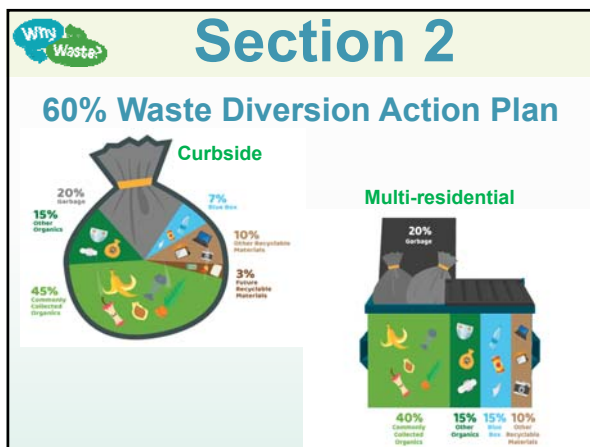 Why
Waste?
Section 2
60% Waste Diversion Action Plan
Curbside
20%
Garbage
15%
Other
Organics
7%
Blue Box
10%
Other Recyclable
Materials
3%
Future
Recyclable
Materials
45%
Commonly
Collected
Organics
Multi-residential
20%
Garbage
40%
Commonly
Collected
Organics
15%
Other
Organics
15%
Blue
Box
10%
Other
Recyclable
Materials